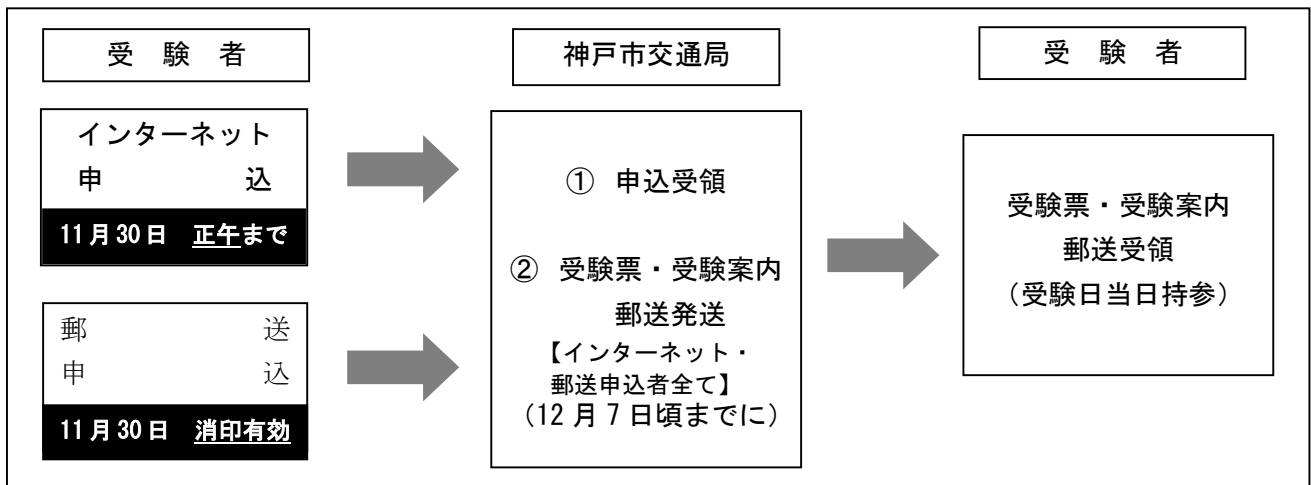 受 験 者
インターネット
申 込
11月30日 正午まで
郵 送
申 込
11月30日 消印有効
神戸市交通局
① 申込受領
② 受験票・受験案内
郵送発送
【インターネット・
郵送申込者全て】
（12月7日頃までに）
受 験 者
受験票・受験案内
郵送受領
（受験日当日持参）